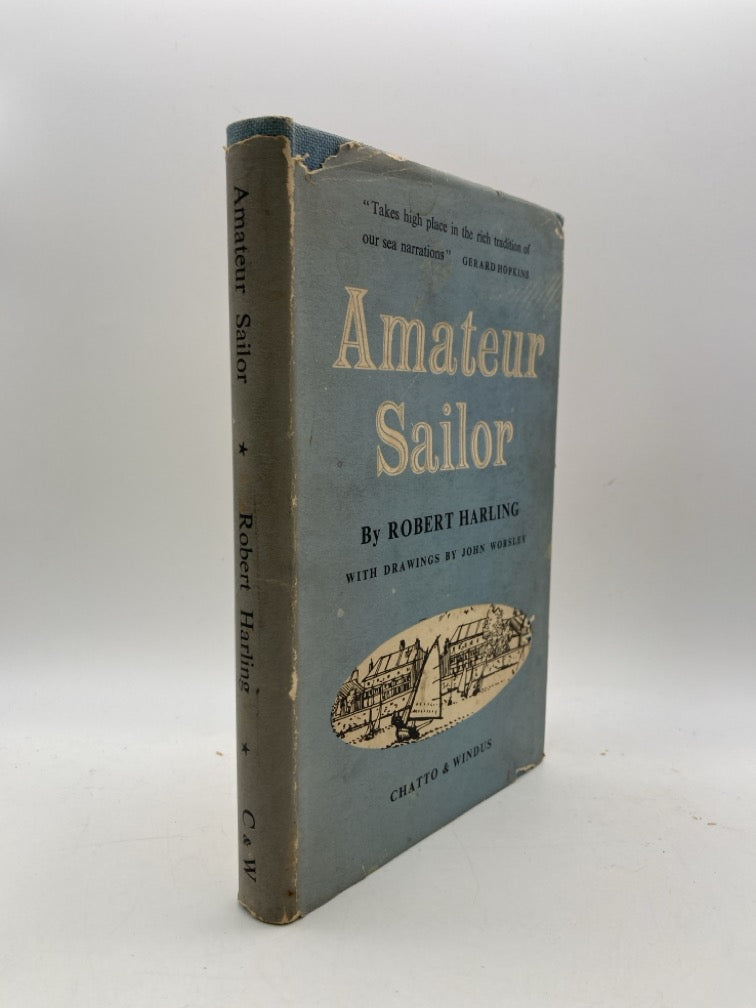 Amateur Sailor ★ Robert Harling ★ C & W
“Takes high place in the rich tradition of
our sea narrations” GERARD HOPKINS
Amateur
Sailor
By ROBERT HARLING
WITH DRAWINGS BY JOHN WORSLEY
CHATTO & WINDUS